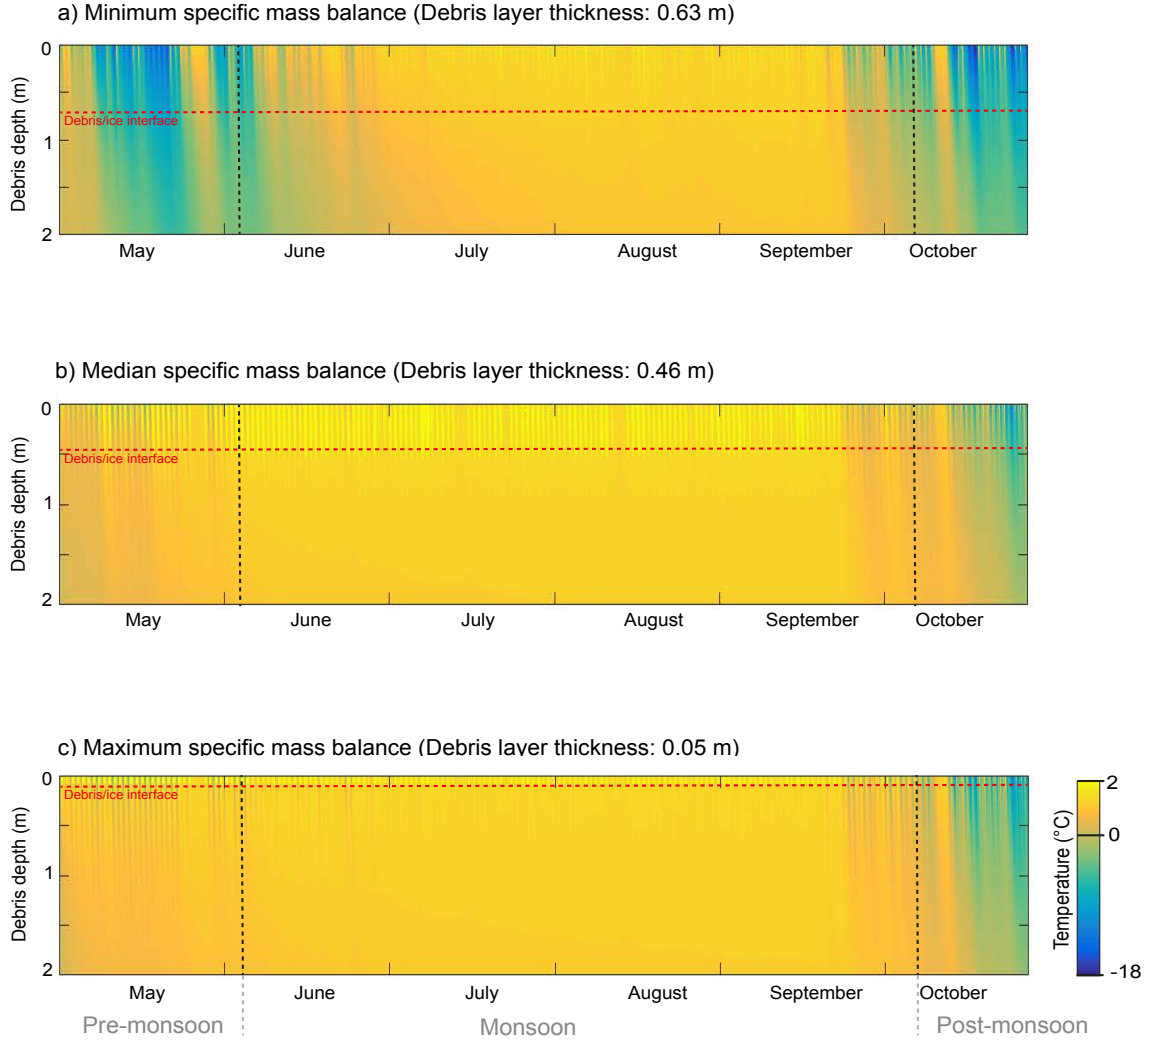 a) Minimum specific mass balance (Debris layer thickness: 0.63 m)
0
Debris/ice interface
1
2
Debris depth (m)
May June July August September October
b) Median specific mass balance (Debris layer thickness: 0.46 m)
0
Debris/ice interface
1
2
Debris depth (m)
May June July August September October
c) Maximum specific mass balance (Debris layer thickness: 0.05 m)
0
Debris/ice interface
1
2
Debris depth (m)
2
0
-18
Temperature (°C)
May June July August September October
Pre-monsoon Monsoon Post-monsoon